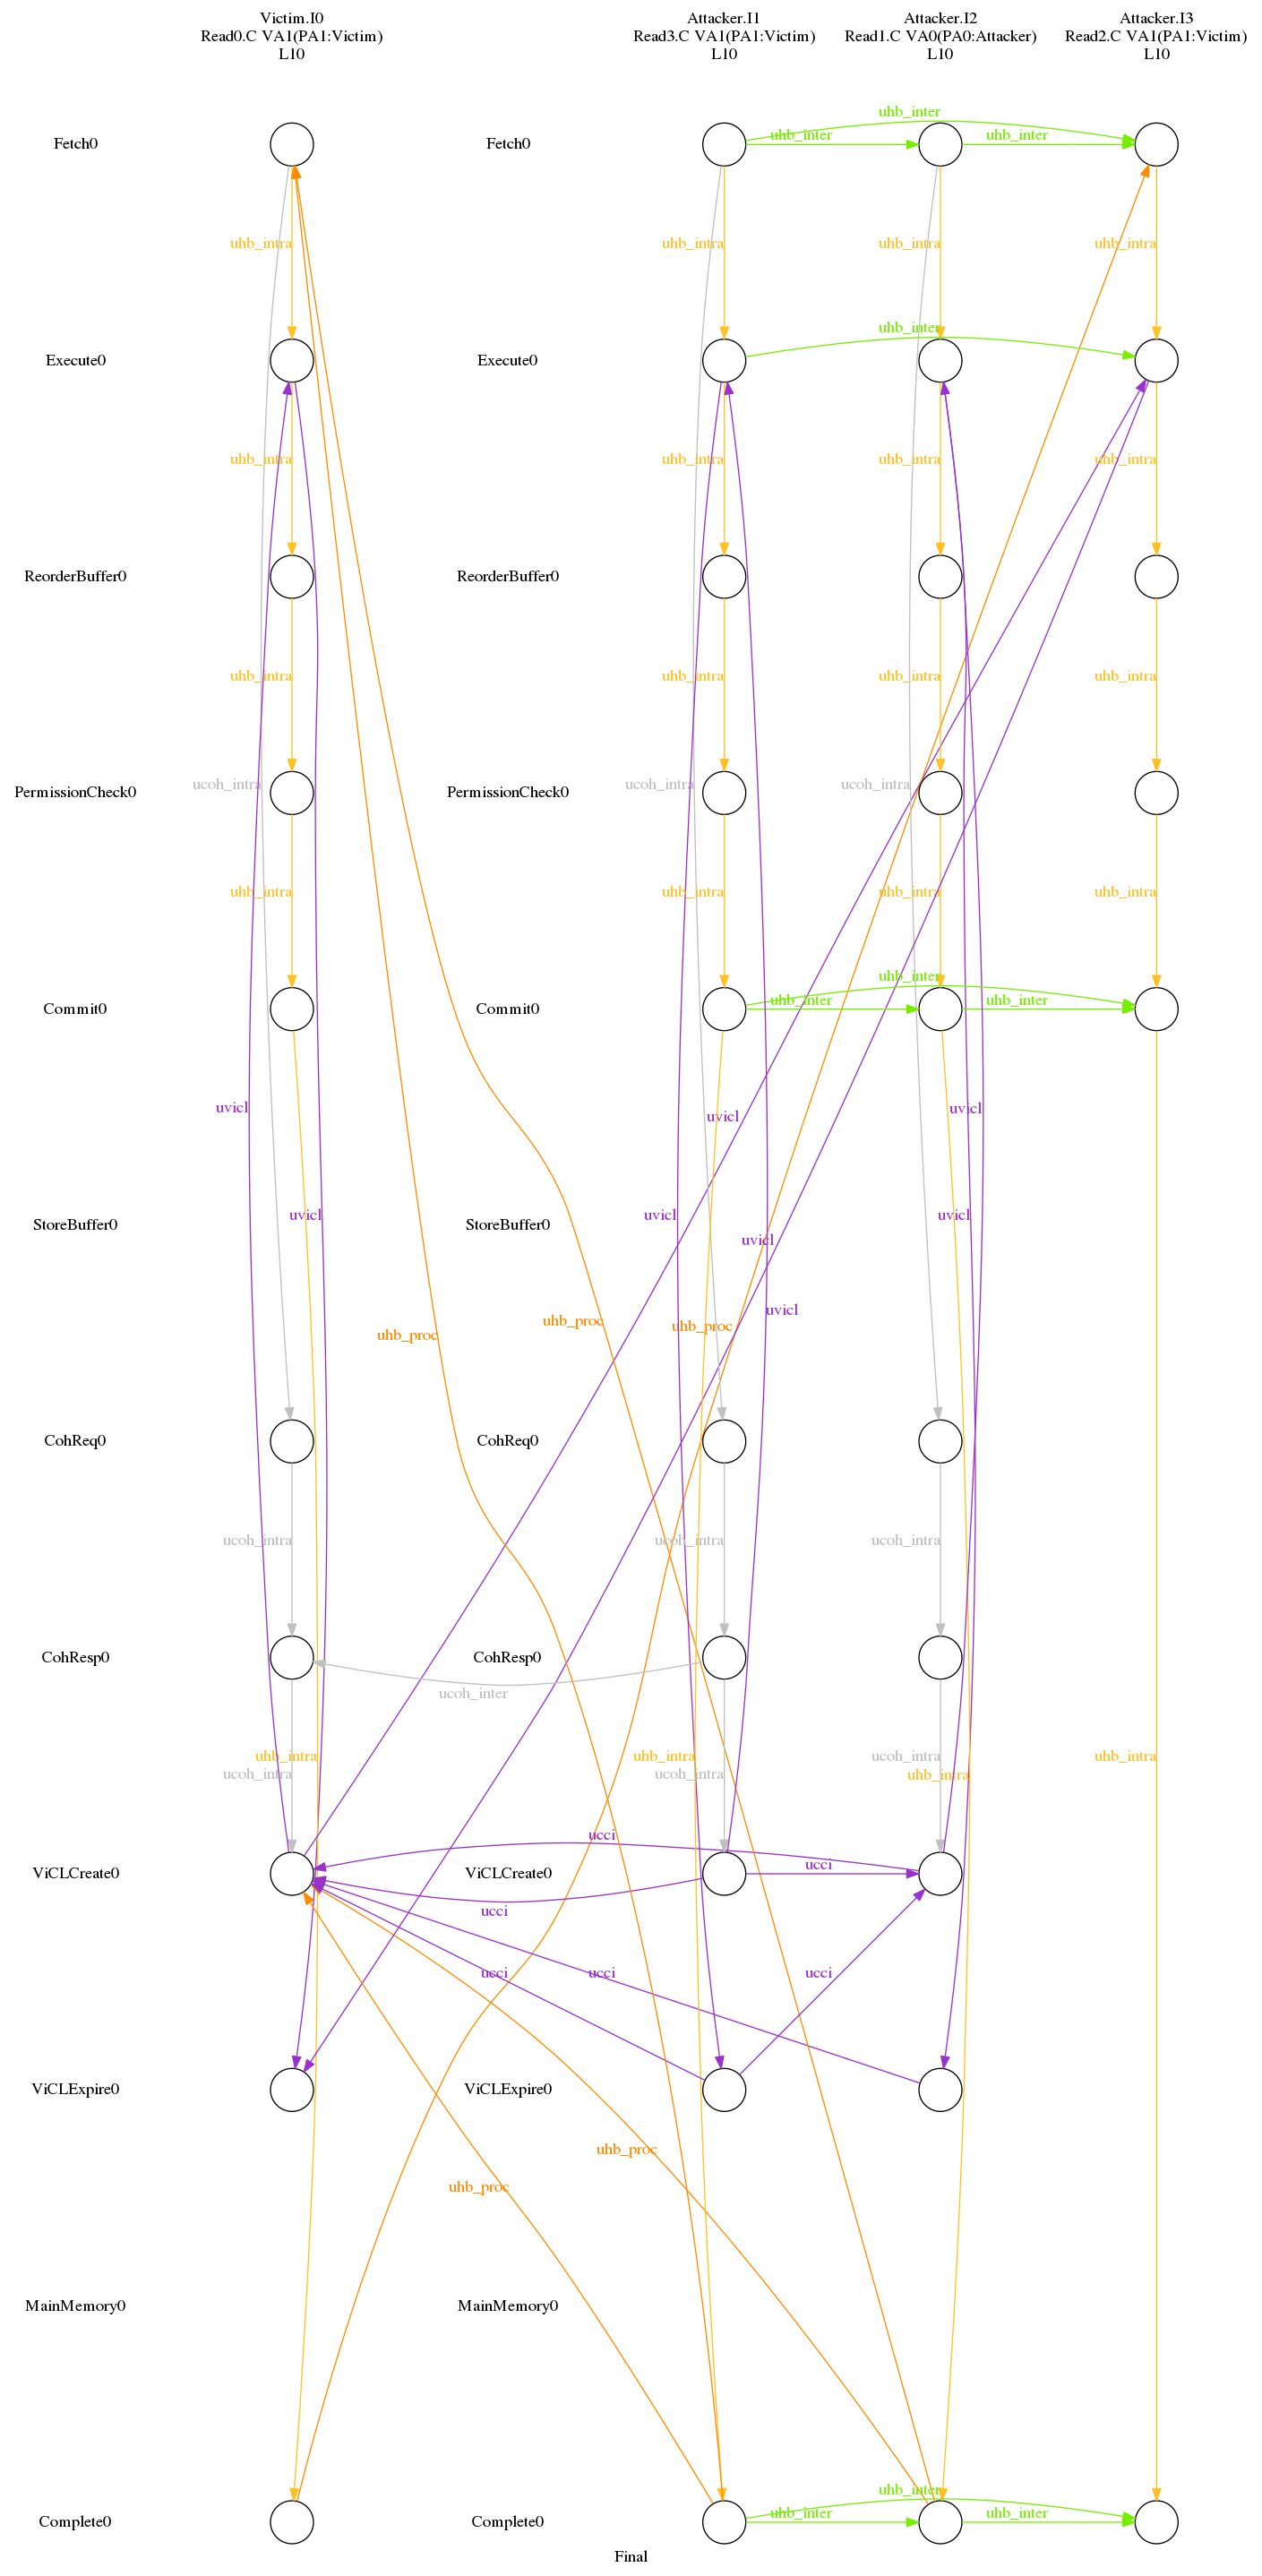 Victim.I0
Read0.C VA1(PA1:Victim)
L10
Attacker.I1
Read3.C VA1(PA1:Victim)
L10
Attacker.I2
Read1.C VA0(PA0:Attacker)
L10
Attacker.I3
Read2.C VA1(PA1:Victim)
L10
uhb_inter
Fetch0
Fetch0
uhb_inter
uhb_inter
uhb_intra
uhb_intra
uhb_intra
uhb_intra
uhb_inter
Execute0
Execute0
uhb_intra
uhb_intra
uhb_intra
uhb_intra
ReorderBuffer0
ReorderBuffer0
uhb_intra
uhb_intra
uhb_intra
uhb_intra
ucoh_intra
ucoh_intra
ucoh_intra
PermissionCheck0
PermissionCheck0
uhb_intra
uhb_intra
uhb_intra
uhb_intra
uhb_inter
Commit0
Commit0
uhb_inter
uhb_inter
uvicl
uvicl
uvicl
uvicl
uvicl
uvicl
StoreBuffer0
StoreBuffer0
uvicl
uvicl
uhb_proc
uhb_proc
uhb_proc
CohReq0
CohReq0
ucoh_intra
ucoh_intra
ucoh_intra
CohResp0
CohResp0
ucoh_inter
uhb_intra
uhb_intra
ucoh_intra
uhb_intra
ucoh_intra
ucoh_intra
uhb_intra
ucci
ViCLCreate0
ViCLCreate0
ucci
ucci
ucci
ucci
ucci
ViCLExpire0
ViCLExpire0
uhb_proc
uhb_proc
MainMemory0
MainMemory0
uhb_inter
Complete0
Complete0
uhb_inter
uhb_inter
Final